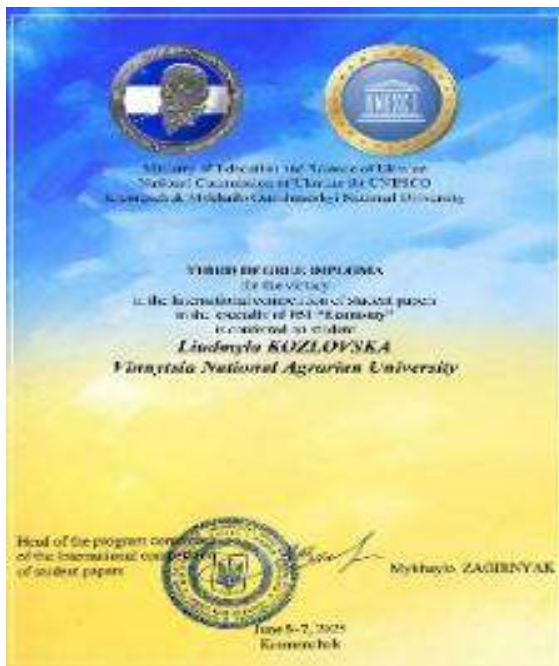 UNESCO
Ministry of Education and Science of Ukraine
National Commission of Ukraine for UNESCO
Kremenchuk Mykhailo Ostrohradskyi National University
THIRD DEGREE DIPLOMA
for the victory
in the International competition of student papers
in the specialty of 051 "Economy"
is conferred on student
Liudmyla KOZLOVSKA
Vinnytsia National Agrarian University
Head of the program
of the International
of student papers
Mykhaylo ZAGIRNYAK
June 5-7, 2023
Kremenchuk